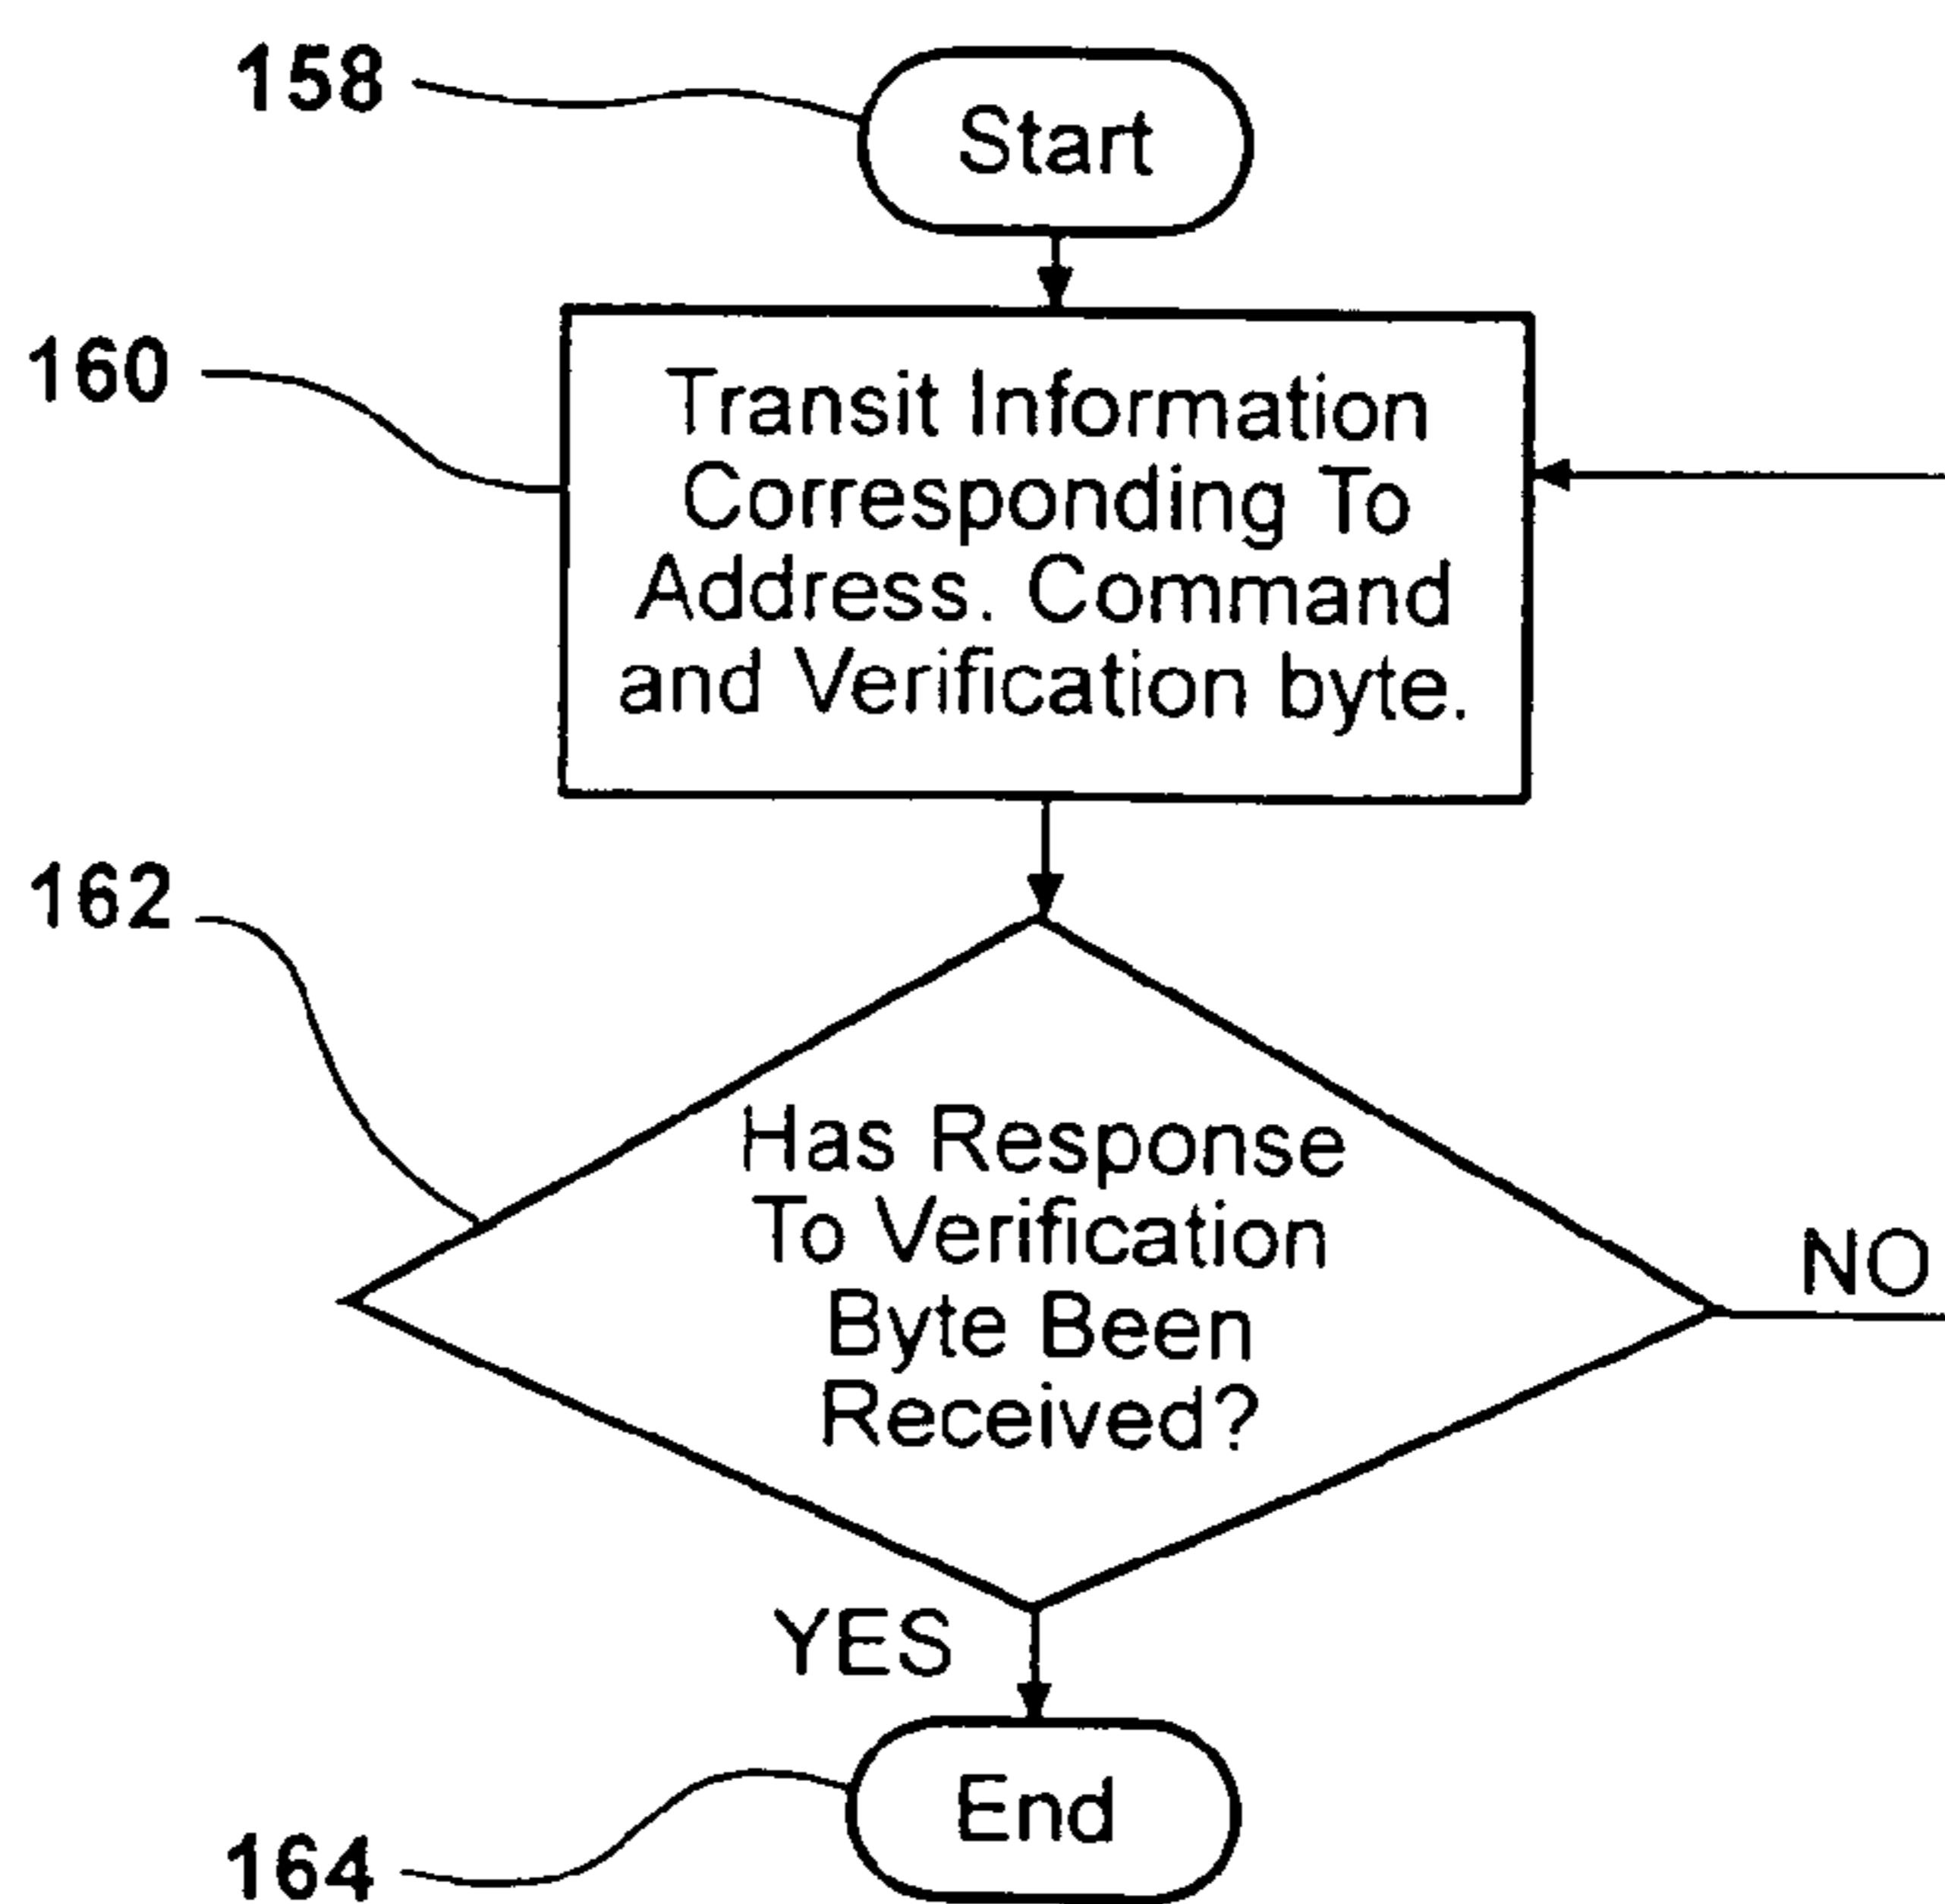 158
Start
160
Transit Information
Corresponding To
Address. Command
and Verification byte.
162
Has Response
To Verification
Byte Been
Received?
NO
YES
End
164